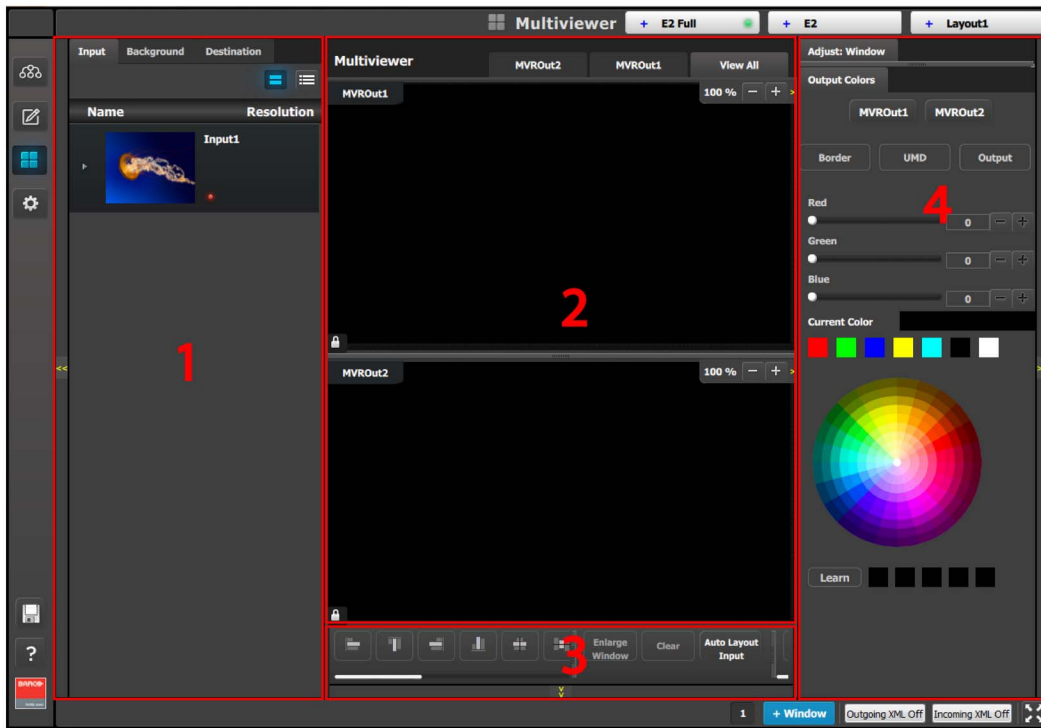 Multiviewer
+ E2 Full
+ E2
+ Layout1
Input
Background
Destination
Name
Resolution
Input1
1
<<
Multiviewer
MVROut2
MVROut1
View All
MVROut1
100 %
−
+
>
2
MVROut2
100 %
−
+
>
Enlarge
Window
Clear
Auto Layout
Input
3
Adjust: Window
Output Colors
MVROut1
MVROut2
Border
UMD
Output
4
Red
0
−
+
Green
0
−
+
Blue
0
−
+
Current Color
Learn
?
BARCO
1
+ Window
Outgoing XML Off
Incoming XML Off